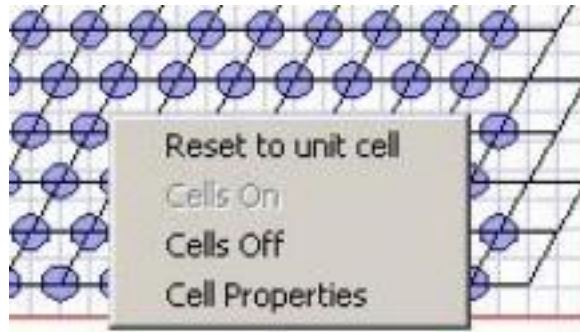 Reset to unit cell
Cells On
Cells Off
Cell Properties